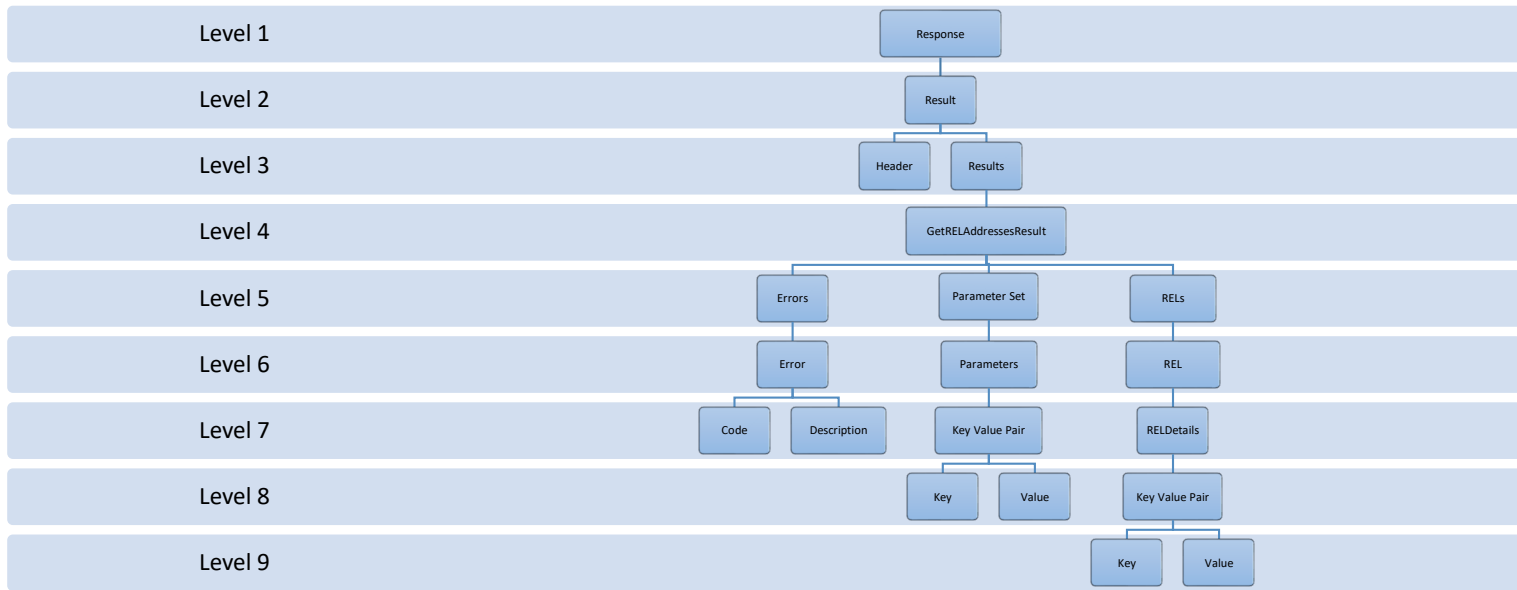 Level 1
Response
Level 2
Result
Level 3
Header
Results
Level 4
GetRELAddressesResult
Level 5
Errors
Parameter Set
RELs
Level 6
Error
Parameters
REL
Level 7
Code
Description
Key Value Pair
RELDetails
Level 8
Key
Value
Key Value Pair
Level 9
Key
Value